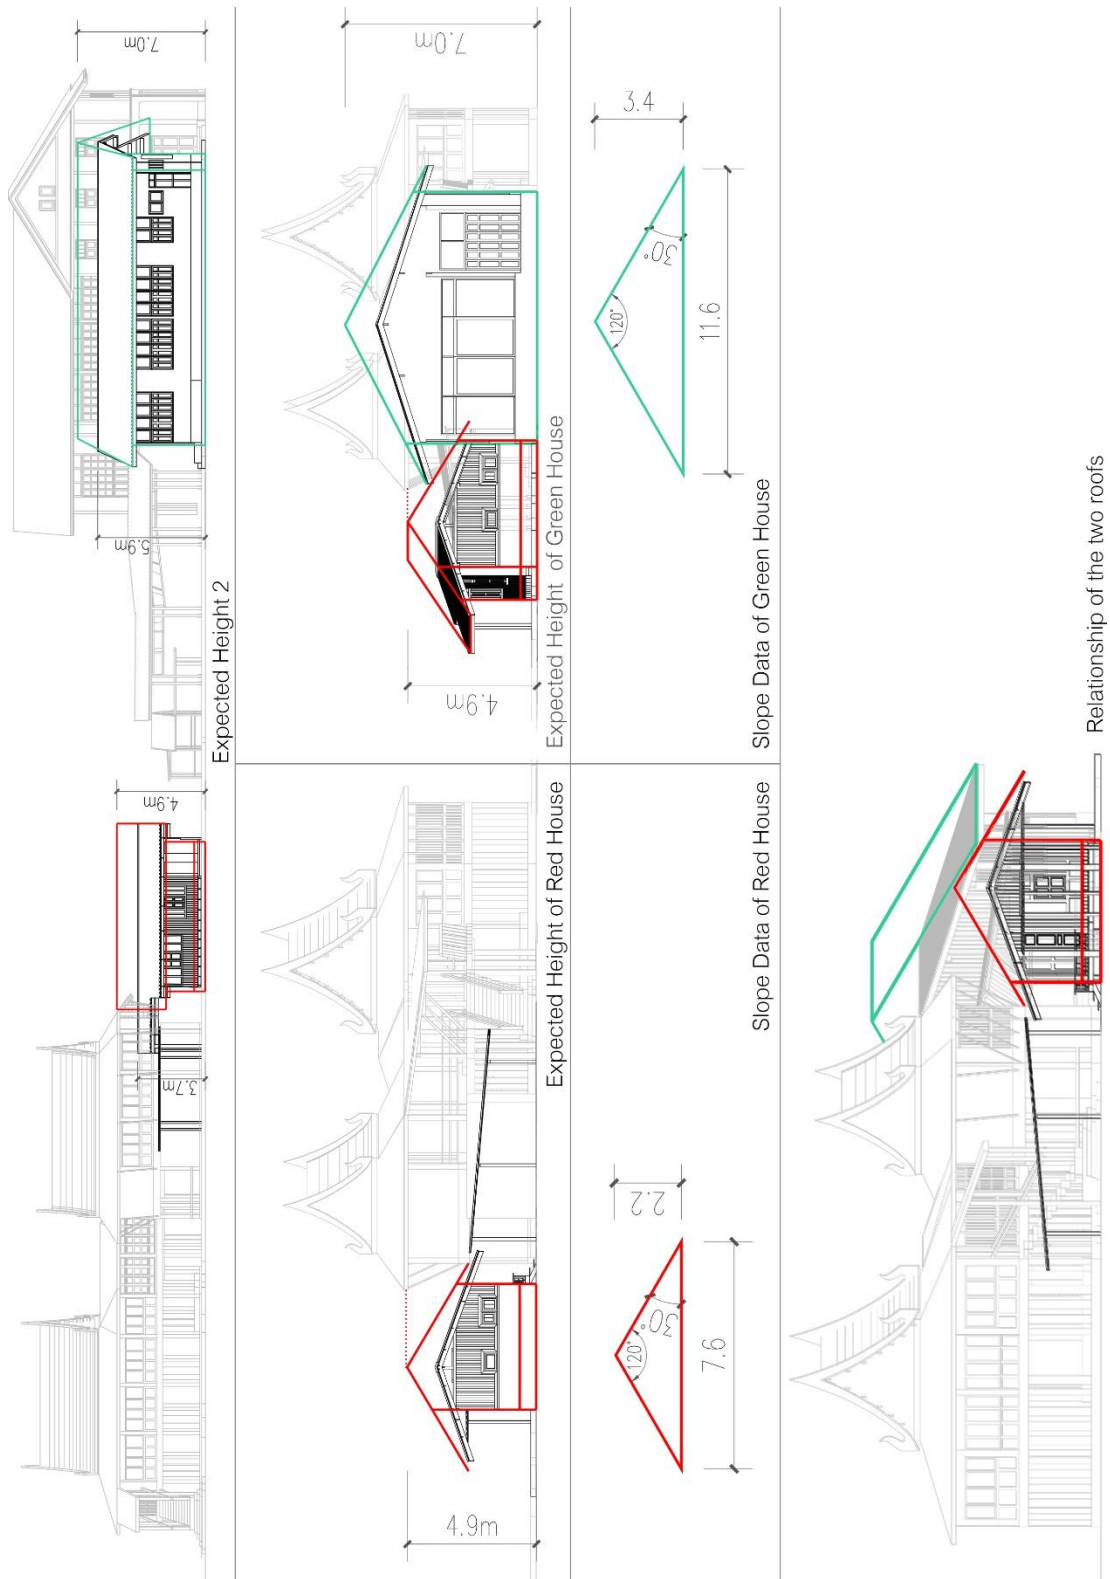 7.0m
5.9m
Expected Height 2
4.9m
3.7m
7.0m
4.9m
Expected Height of Green House
Expected Height of Red House
4.9m
3.4
120°
30°
11.6
Slope Data of Green House
Slope Data of Red House
2.2
120°
30°
7.6
Relationship of the two roofs